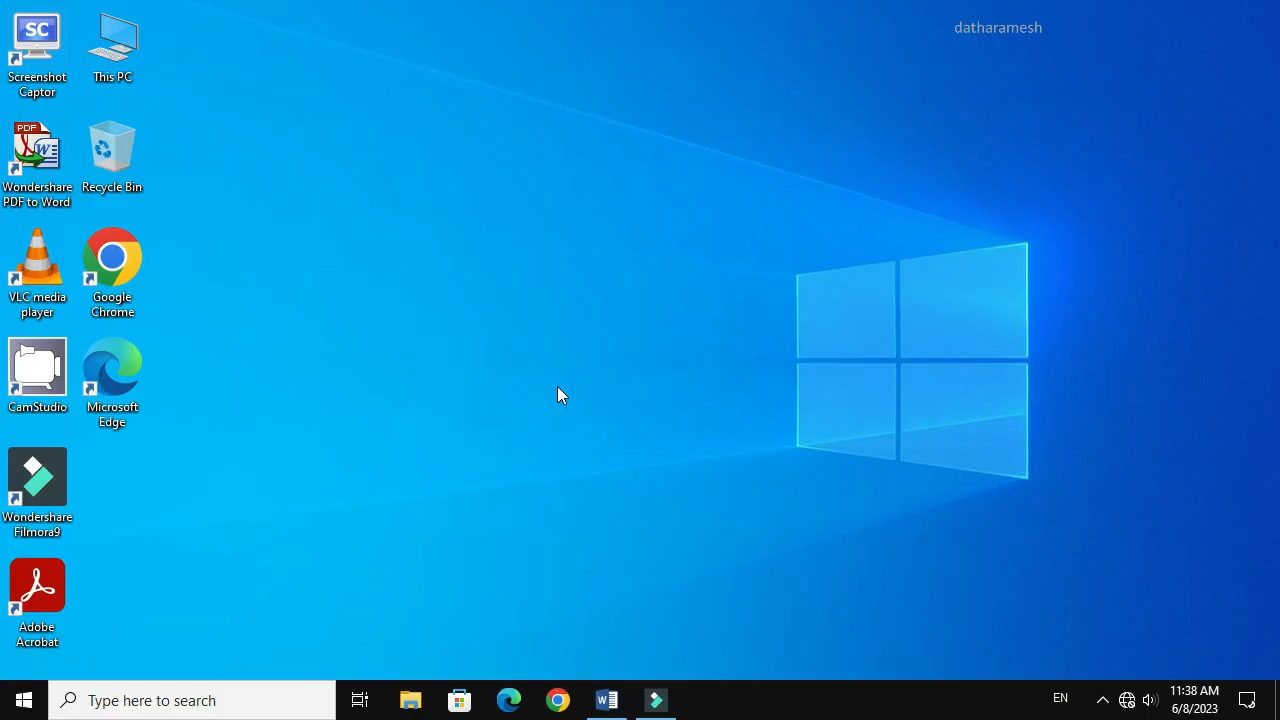 datharamesh
SC
Screenshot
Captor
This PC
PDF
W
Wondershare
PDF to Word
Recycle Bin
VLC media
player
Google
Chrome
CamStudio
Microsoft
Edge
Wondershare
Filmora9
Adobe
Acrobat
Type here to search
W
EN
11:38 AM
6/8/2023